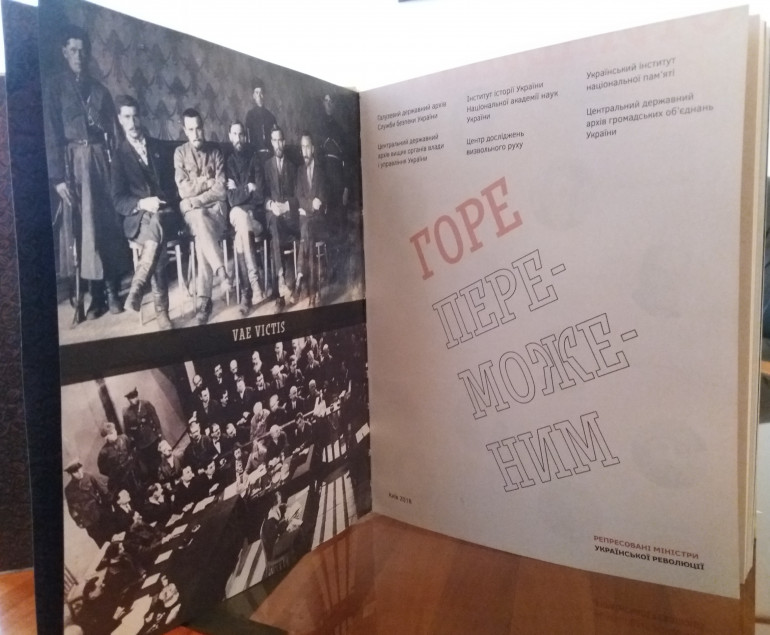 VAE VICTIS
Галузевий державний архів
Служби безпеки України
Центральний державний
архів вищих органів влади
і управління України
Інститут історії України
Національної академії наук
України
Центр досліджень
визвольного руху
Український інститут
національної пам'яті
Центральний державний
архів громадських об'єднань
України
ГОРЕ
ПЕРЕ-
МОЖЕ-
НИМ
Київ 2018
РЕПРЕСОВАНІ МІНІСТРИ
УКРАЇНСЬКОЇ РЕВОЛЮЦІЇ